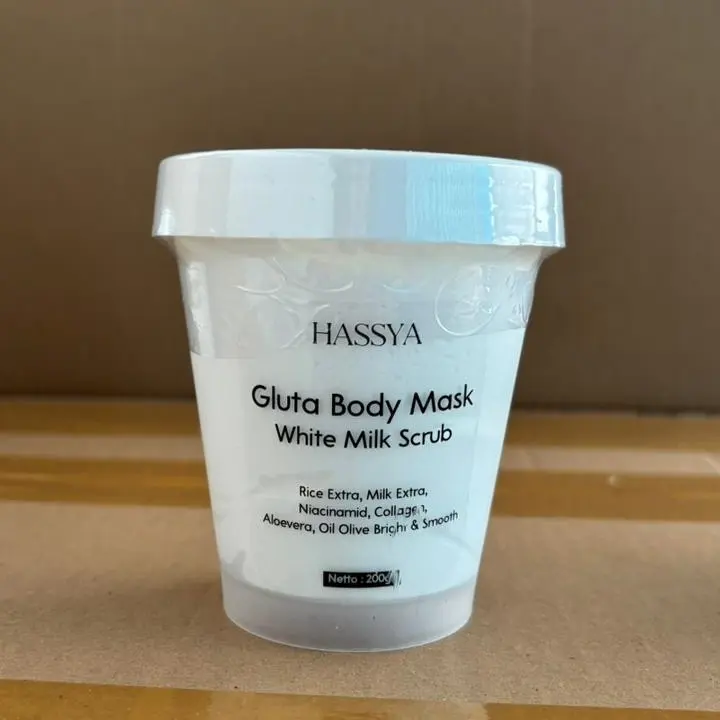 HASSYA
Gluta Body Mask
White Milk Scrub
Rice Extra, Milk Extra,
Niacinamid, Collagen,
Aloevera, Oil Olive Bright & Smooth
Netto : 200g